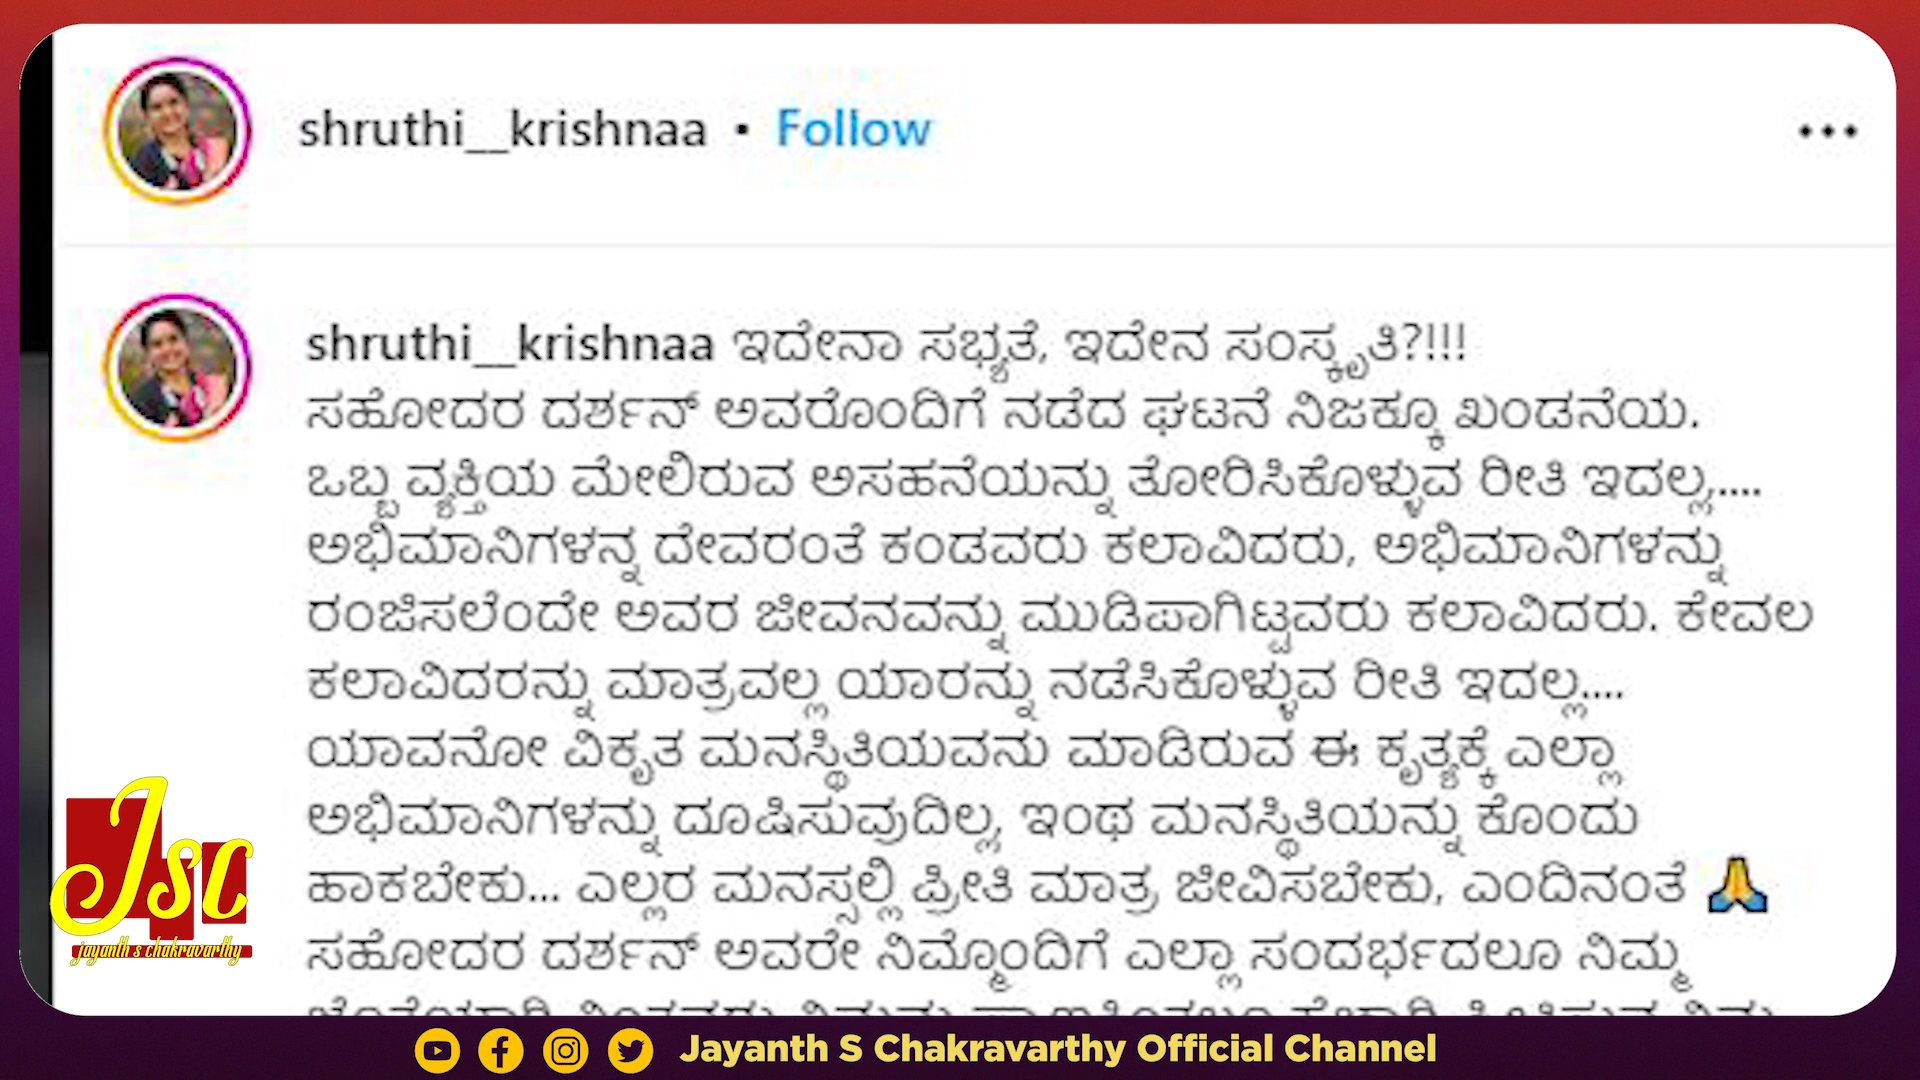 shruthi__krishnaa • Follow
shruthi__krishnaa ಇದೇನಾ ಸಭ್ಯತೆ, ಇದೇನ ಸಂಸ್ಕೃತಿ?!!!
ಸಹೋದರ ದರ್ಶನ್ ಅವರೊಂದಿಗೆ ನಡೆದ ಘಟನೆ ನಿಜಕ್ಕೂ ಖಂಡನೆಯ.
ಒಬ್ಬ ವ್ಯಕ್ತಿಯ ಮೇಲಿರುವ ಅಸಹನೆಯನ್ನು ತೋರಿಸಿಕೊಳ್ಳುವ ರೀತಿ ಇದಲ್ಲ....
ಅಭಿಮಾನಿಗಳನ್ನ ದೇವರಂತೆ ಕಂಡವರು ಕಲಾವಿದರು, ಅಭಿಮಾನಿಗಳನ್ನು
ರಂಜಿಸಲೆಂದೇ ಅವರ ಜೀವನವನ್ನು ಮುಡಿಪಾಗಿಟ್ಟವರು ಕಲಾವಿದರು. ಕೇವಲ
ಕಲಾವಿದರನ್ನು ಮಾತ್ರವಲ್ಲ ಯಾರನ್ನು ನಡೆಸಿಕೊಳ್ಳುವ ರೀತಿ ಇದಲ್ಲ....
ಯಾವನೋ ವಿಕೃತ ಮನಸ್ಥಿತಿಯವನು ಮಾಡಿರುವ ಈ ಕೃತ್ಯಕ್ಕೆ ಎಲ್ಲಾ
ಅಭಿಮಾನಿಗಳನ್ನು ದೂಷಿಸುವುದಿಲ್ಲ, ಇಂಥ ಮನಸ್ಥಿತಿಯನ್ನು ಕೊಂದು
ಹಾಕಬೇಕು... ಎಲ್ಲರ ಮನಸ್ಸಲ್ಲಿ ಪ್ರೀತಿ ಮಾತ್ರ ಜೀವಿಸಬೇಕು, ಎಂದಿನಂತೆ 🙏
ಸಹೋದರ ದರ್ಶನ್ ಅವರೇ ನಿಮ್ಮೊಂದಿಗೆ ಎಲ್ಲಾ ಸಂದರ್ಭದಲೂ ನಿಮ್ಮ
Jsc
jayanth s chakravarthy
Jayanth S Chakravarthy Official Channel